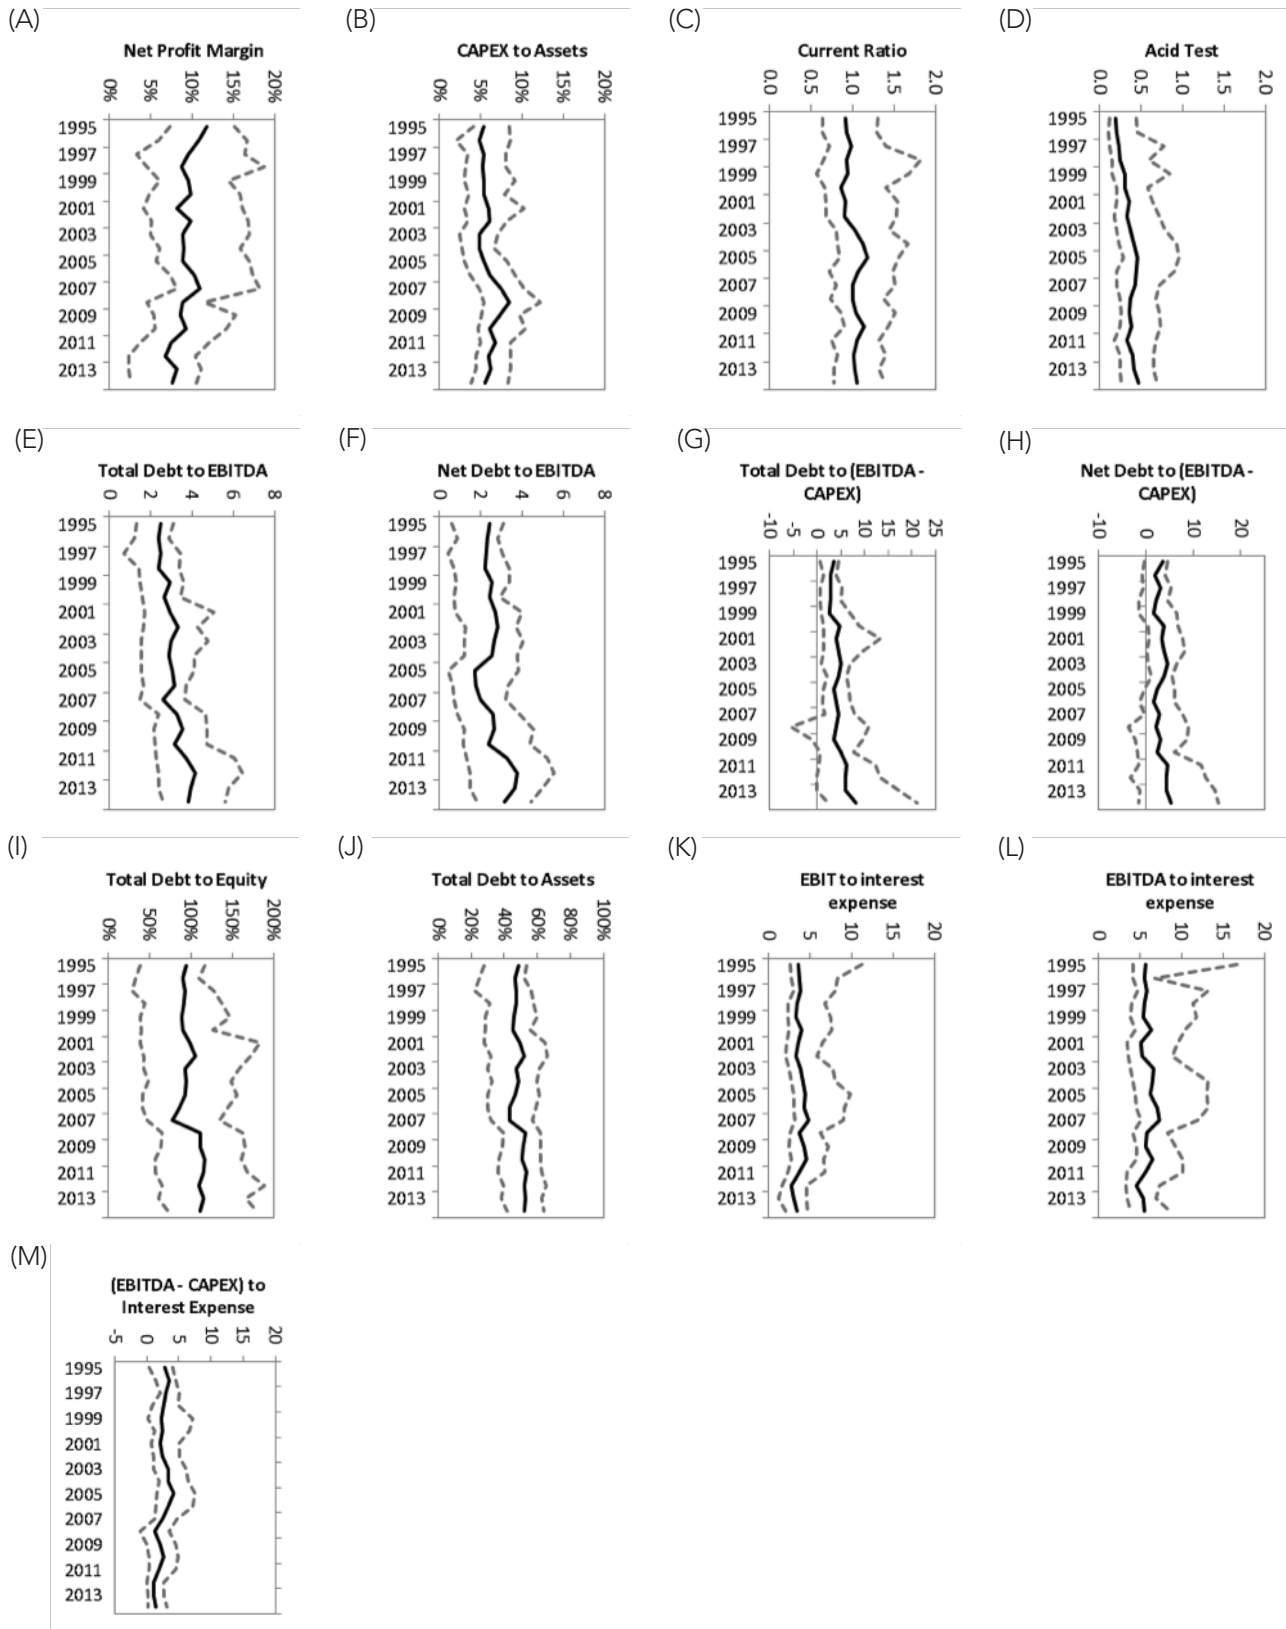 (A)
Net Profit Margin
0% 5% 10% 15% 20%
1995
1997
1999
2001
2003
2005
2007
2009
2011
2013
(B)
CAPEX to Assets
0% 5% 10% 15% 20%
1995
1997
1999
2001
2003
2005
2007
2009
2011
2013
(C)
Current Ratio
0.0 0.5 1.0 1.5 2.0
1995
1997
1999
2001
2003
2005
2007
2009
2011
2013
(D)
Acid Test
0.0 0.5 1.0 1.5 2.0
1995
1997
1999
2001
2003
2005
2007
2009
2011
2013
(E)
Total Debt to EBITDA
0 2 4 6 8
1995
1997
1999
2001
2003
2005
2007
2009
2011
2013
(F)
Net Debt to EBITDA
0 2 4 6 8
1995
1997
1999
2001
2003
2005
2007
2009
2011
2013
(G)
Total Debt to (EBITDA -
CAPEX)
-10 -5 0 5 10 15 20 25
1995
1997
1999
2001
2003
2005
2007
2009
2011
2013
(H)
Net Debt to (EBITDA -
CAPEX)
-10 0 10 20
1995
1997
1999
2001
2003
2005
2007
2009
2011
2013
(I)
Total Debt to Equity
0% 50% 100% 150% 200%
1995
1997
1999
2001
2003
2005
2007
2009
2011
2013
(J)
Total Debt to Assets
0% 20% 40% 60% 80% 100%
1995
1997
1999
2001
2003
2005
2007
2009
2011
2013
(K)
EBIT to interest
expense
0 5 10 15 20
1995
1997
1999
2001
2003
2005
2007
2009
2011
2013
(L)
EBITDA to interest
expense
0 5 10 15 20
1995
1997
1999
2001
2003
2005
2007
2009
2011
2013
(M)
(EBITDA - CAPEX) to
Interest Expense
-5 0 5 10 15 20
1995
1997
1999
2001
2003
2005
2007
2009
2011
2013